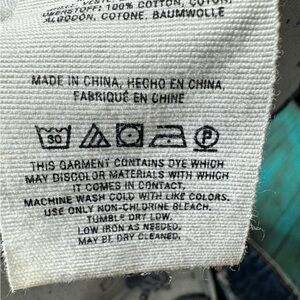 OVERSTOFF: 100% COTTON, COTON,
ALGODON, COTONE, BAUMWOLLE
MADE IN CHINA, HECHO EN CHINA,
FABRIQUÉ EN CHINE
30
P
THIS GARMENT CONTAINS DYE WHICH
MAY DISCOLOR MATERIALS WITH WHICH
IT COMES IN CONTACT.
MACHINE WASH COLD WITH LIKE COLORS.
USE ONLY NON-CHLORINE BLEACH.
TUMBLE DRY LOW.
LOW IRON AS NEEDED.
MAY BE DRY CLEANED.